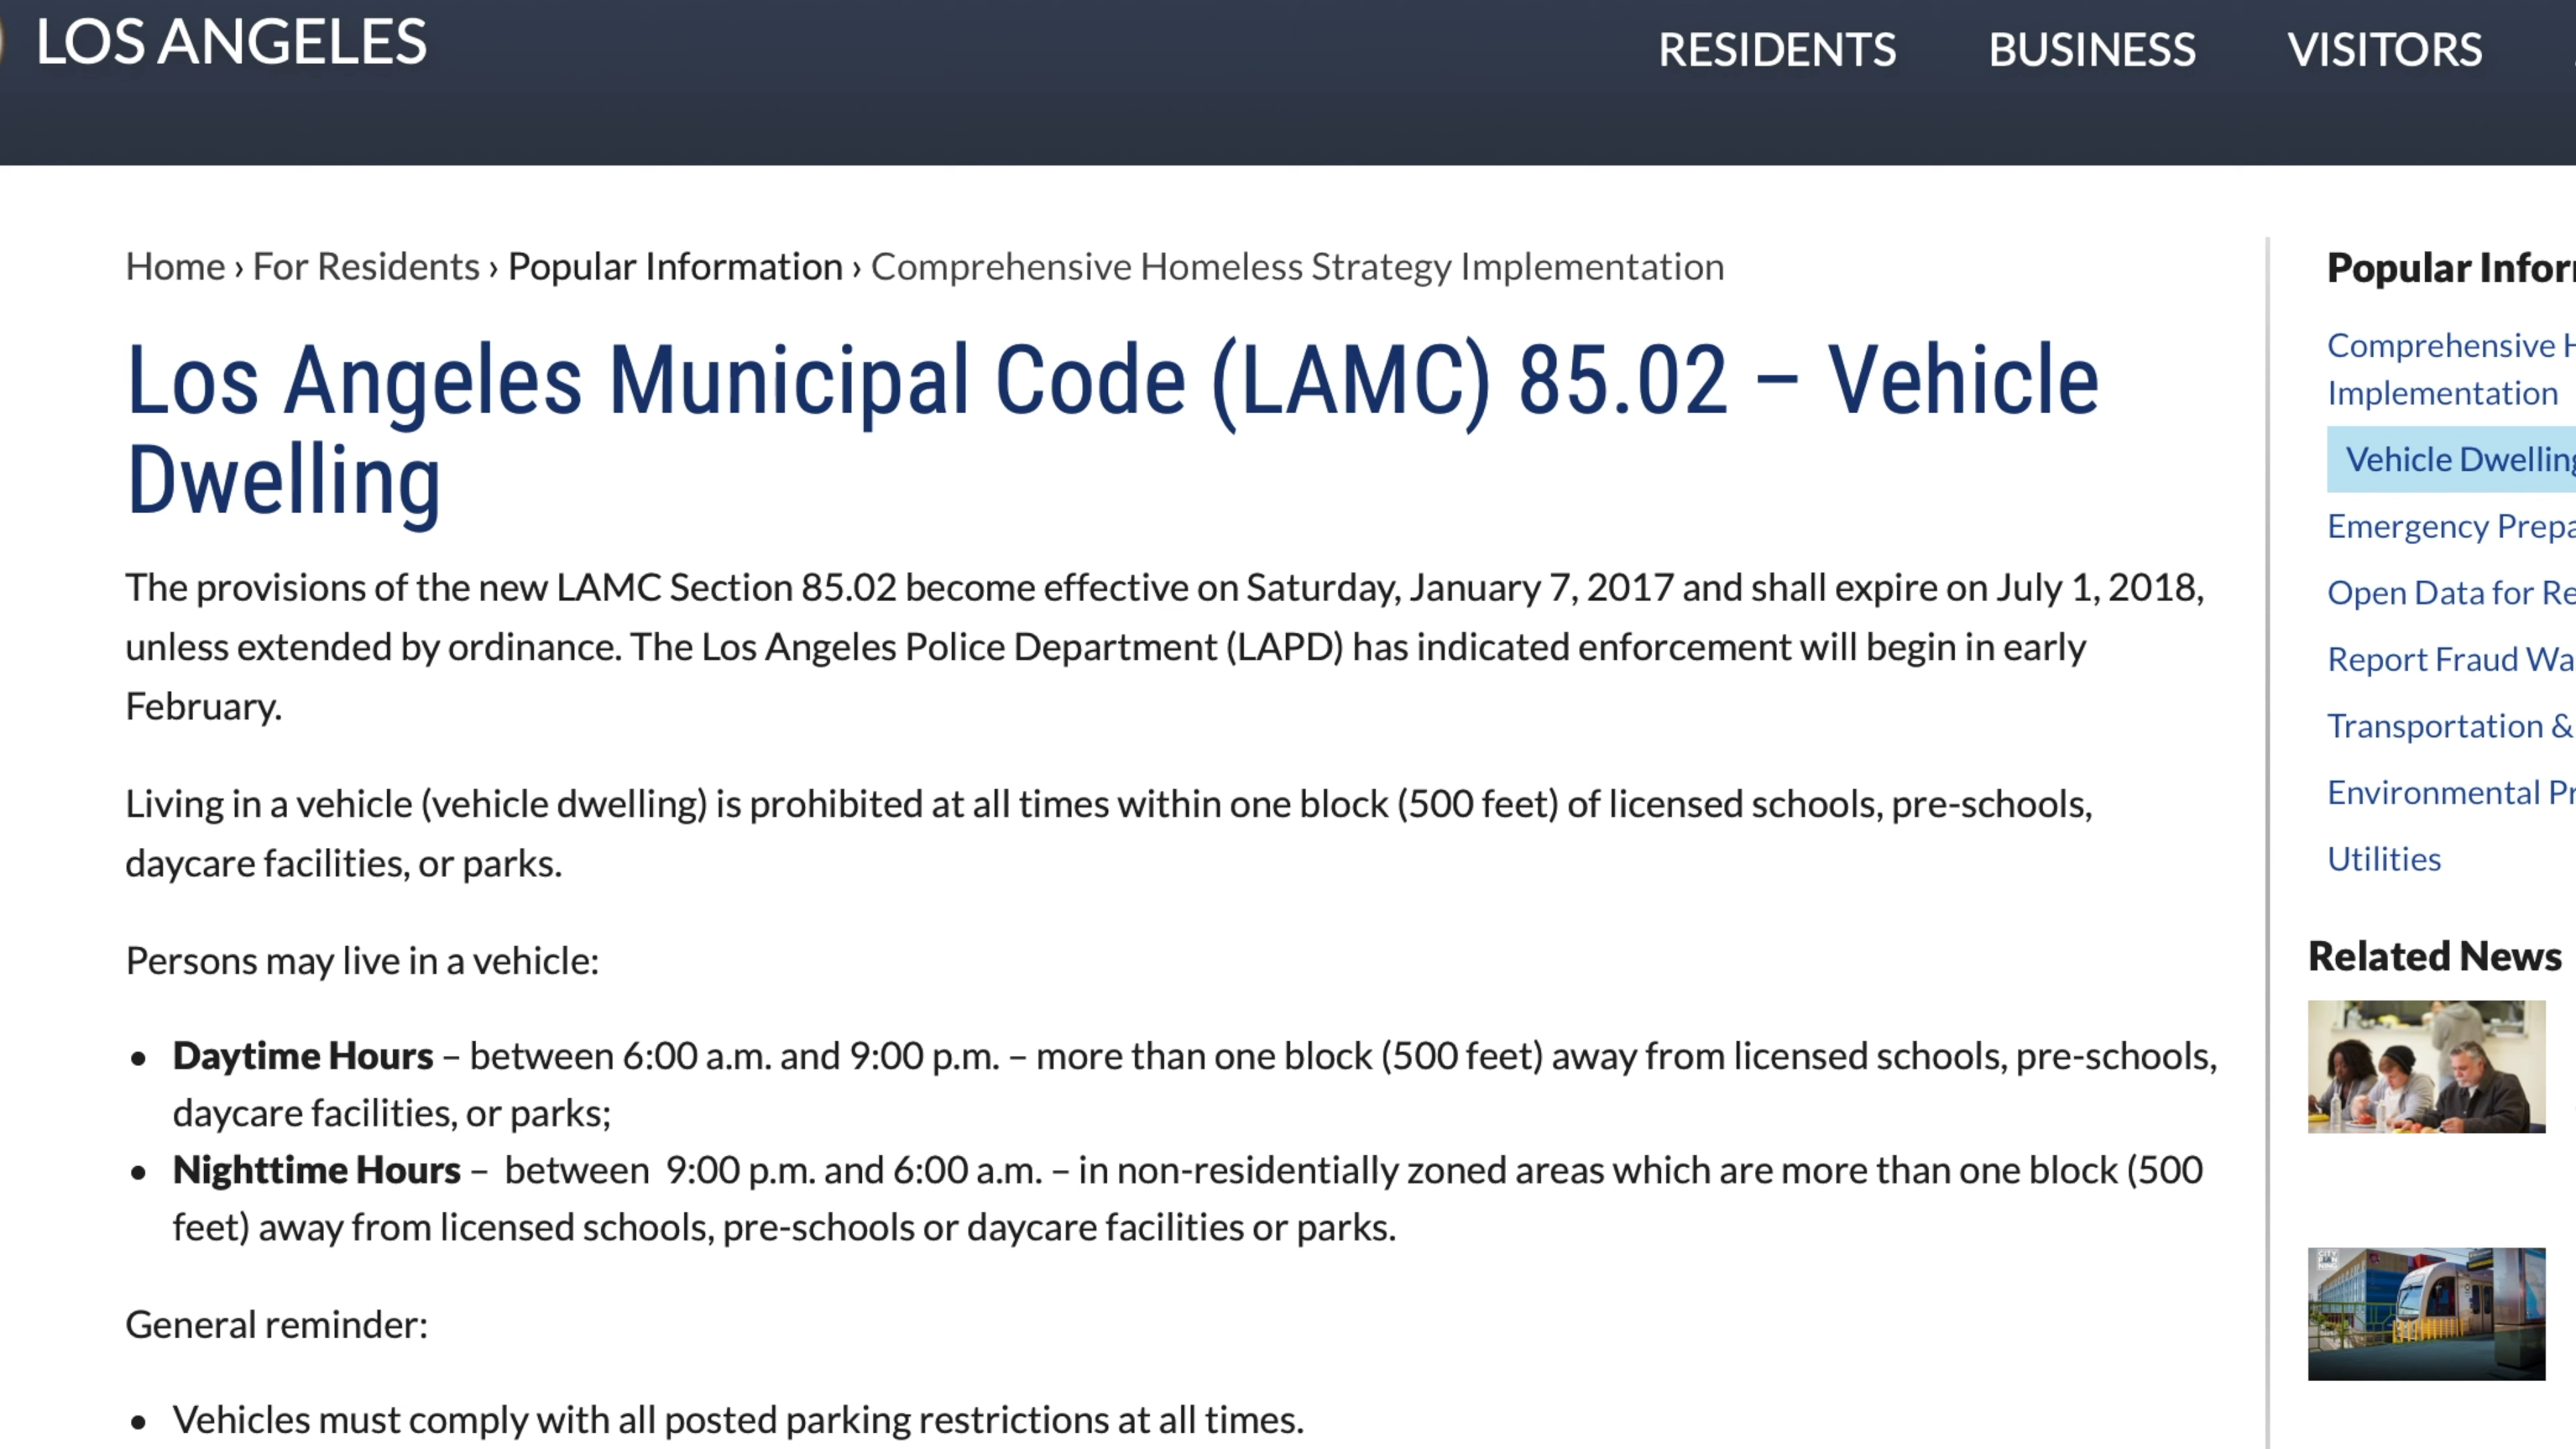 LOS ANGELES
RESIDENTS BUSINESS VISITORS
Home › For Residents › Popular Information › Comprehensive Homeless Strategy Implementation
Los Angeles Municipal Code (LAMC) 85.02 – Vehicle
Dwelling
The provisions of the new LAMC Section 85.02 become effective on Saturday, January 7, 2017 and shall expire on July 1, 2018,
unless extended by ordinance. The Los Angeles Police Department (LAPD) has indicated enforcement will begin in early
February.
Living in a vehicle (vehicle dwelling) is prohibited at all times within one block (500 feet) of licensed schools, pre-schools,
daycare facilities, or parks.
Persons may live in a vehicle:
• Daytime Hours – between 6:00 a.m. and 9:00 p.m. – more than one block (500 feet) away from licensed schools, pre-schools,
daycare facilities, or parks;
• Nighttime Hours – between 9:00 p.m. and 6:00 a.m. – in non-residentially zoned areas which are more than one block (500
feet) away from licensed schools, pre-schools or daycare facilities or parks.
General reminder:
• Vehicles must comply with all posted parking restrictions at all times.
Popular
Comprehensive
Implementation
Vehicle Dwelling
Emergency
Open Data for
Report Fraud
Transportation &
Environmental
Utilities
Related News